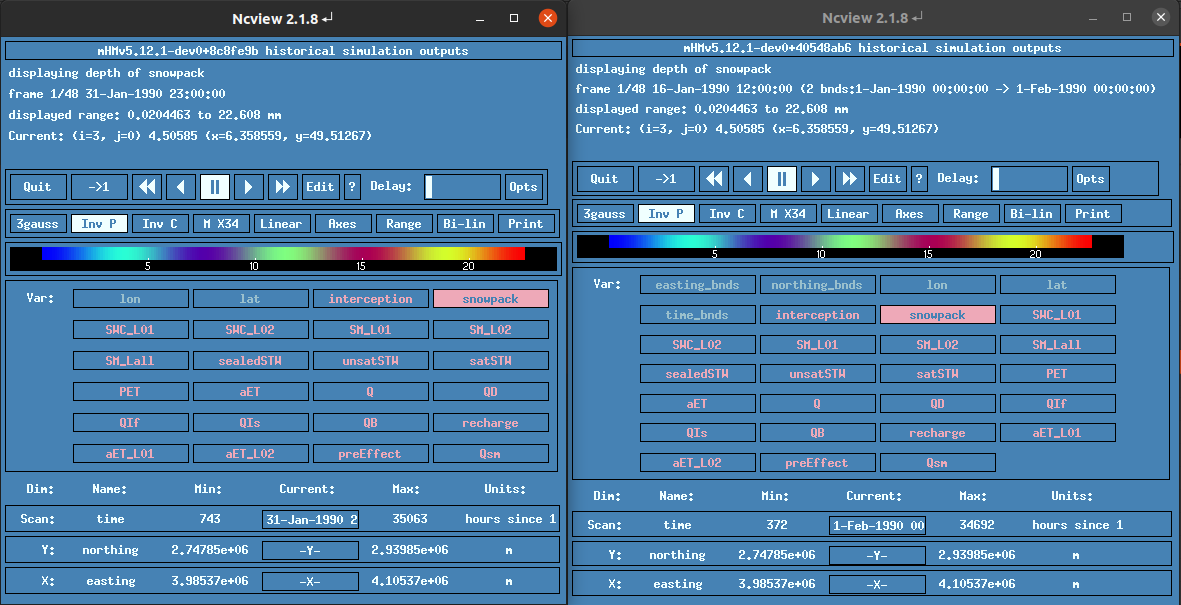 Ncview 2.1.8
mHMv5.12.1-dev0+8c8fe9b historical simulation outputs
displaying depth of snowpack
frame 1/48 31-Jan-1990 23:00:00
displayed range: 0.0204463 to 22.608 mm
Current: (i=3, j=0) 4.50585 (x=6.358559, y=49.51267)
Quit ->1 Edit ? Delay: Opts
3gauss Inv P Inv C M X34 Linear Axes Range Bi-lin Print
5 10 15 20
Var: lon lat interception snowpack
SWC_L01 SWC_L02 SM_L01 SM_L02
SM_Lall sealedSTW unsatSTW satSTW
PET aET Q QD
QIf QIs QB recharge
aET_L01 aET_L02 preEffect Qsm
Dim: Name: Min: Current: Max: Units:
Scan: time 743 31-Jan-1990 2 35063 hours since 1
Y: northing 2.74785e+06 -Y- 2.93985e+06 m
X: easting 3.98537e+06 -X- 4.10537e+06 m
Ncview 2.1.8
mHMv5.12.1-dev0+40548ab6 historical simulation outputs
displaying depth of snowpack
frame 1/48 16-Jan-1990 12:00:00 (2 bnds:1-Jan-1990 00:00:00 -> 1-Feb-1990 00:00:00)
displayed range: 0.0204463 to 22.608 mm
Current: (i=3, j=0) 4.50585 (x=6.358559, y=49.51267)
Quit ->1 Edit ? Delay: Opts
3gauss Inv P Inv C M X34 Linear Axes Range Bi-lin Print
5 10 15 20
Var: easting_bnds northing_bnds lon lat
time_bnds interception snowpack SWC_L01
SWC_L02 SM_L01 SM_L02 SM_Lall
sealedSTW unsatSTW satSTW PET
aET Q QD QIf
QIs QB recharge aET_L01
aET_L02 preEffect Qsm
Dim: Name: Min: Current: Max: Units:
Scan: time 372 1-Feb-1990 00 34692 hours since 1
Y: northing 2.74785e+06 -Y- 2.93985e+06 m
X: easting 3.98537e+06 -X- 4.10537e+06 m